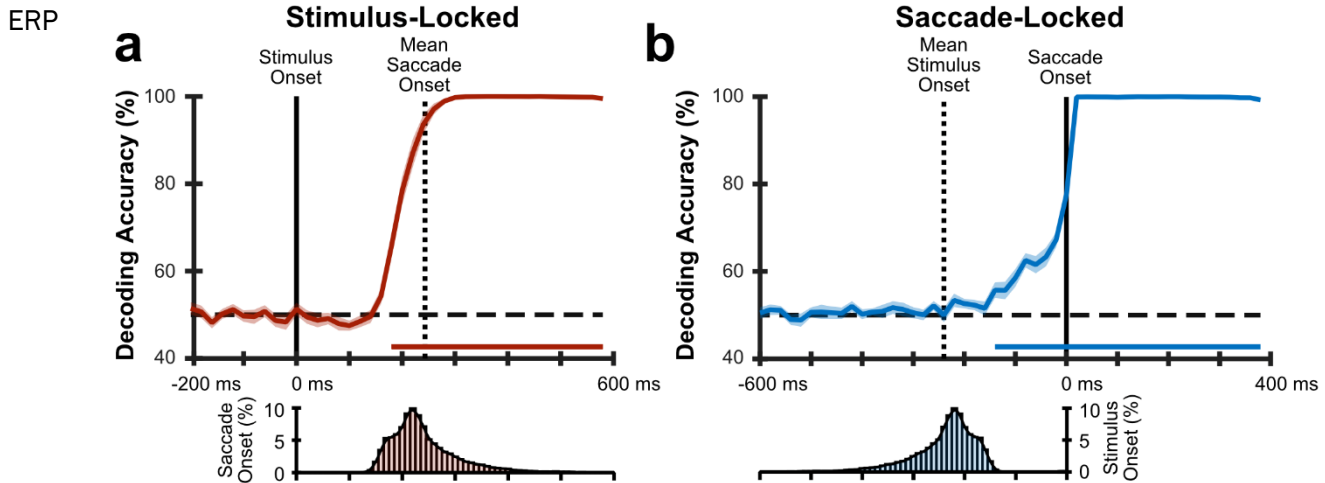 ERP
Stimulus-Locked
a
Stimulus
Onset
Mean
Saccade
Onset
Decoding Accuracy (%)
100
80
60
40
-200 ms
0 ms
600 ms
Saccade
Onset (%)
10
5
0
Saccade-Locked
b
Mean
Stimulus
Onset
Saccade
Onset
Decoding Accuracy (%)
100
80
60
40
-600 ms
0 ms
400 ms
10
5
0
Stimulus
Onset (%)